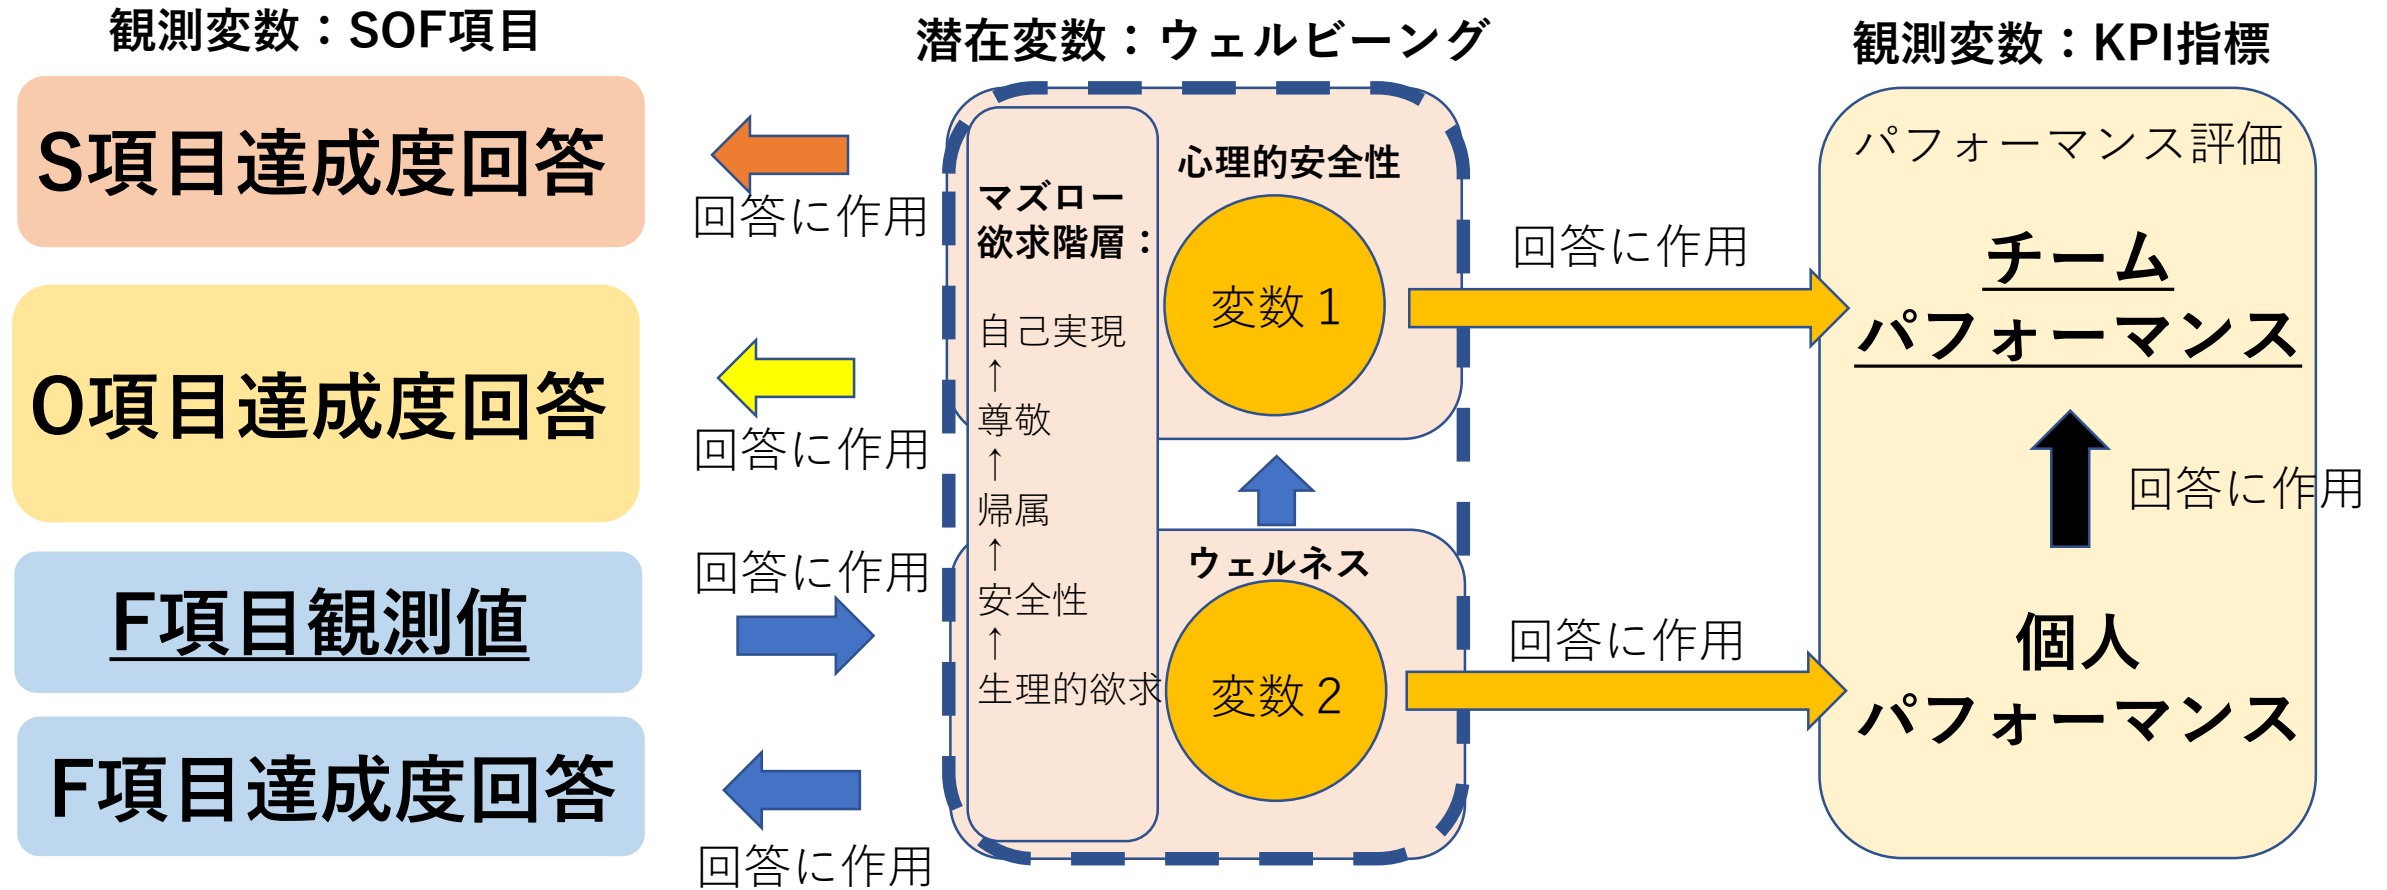 観測変数：SOF項目
S項目達成度回答
O項目達成度回答
F項目観測値
F項目達成度回答
回答に作用
回答に作用
回答に作用
回答に作用
潜在変数：ウェルビーング
マズロー
欲求階層：
自己実現
↑
尊敬
↑
帰属
↑
安全性
↑
生理的欲求
心理的安全性
変数１
ウェルネス
変数２
回答に作用
回答に作用
観測変数：KPI指標
パフォーマンス評価
チーム
パフォーマンス
回答に作用
個人
パフォーマンス